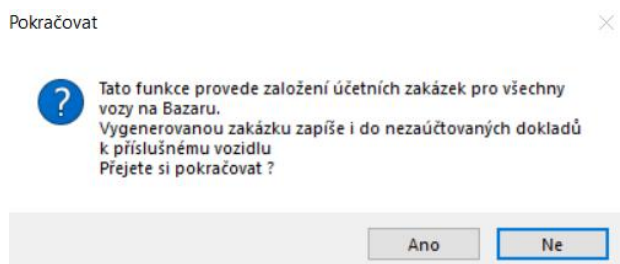 Pokračovat
Tato funkce provede založení účetních zakázek pro všechny
vozy na Bazaru.
Vygenerovanou zakázku zapíše i do nezaúčtovaných dokladů
k příslušnému vozidlu
Přejete si pokračovat ?
Ano
Ne